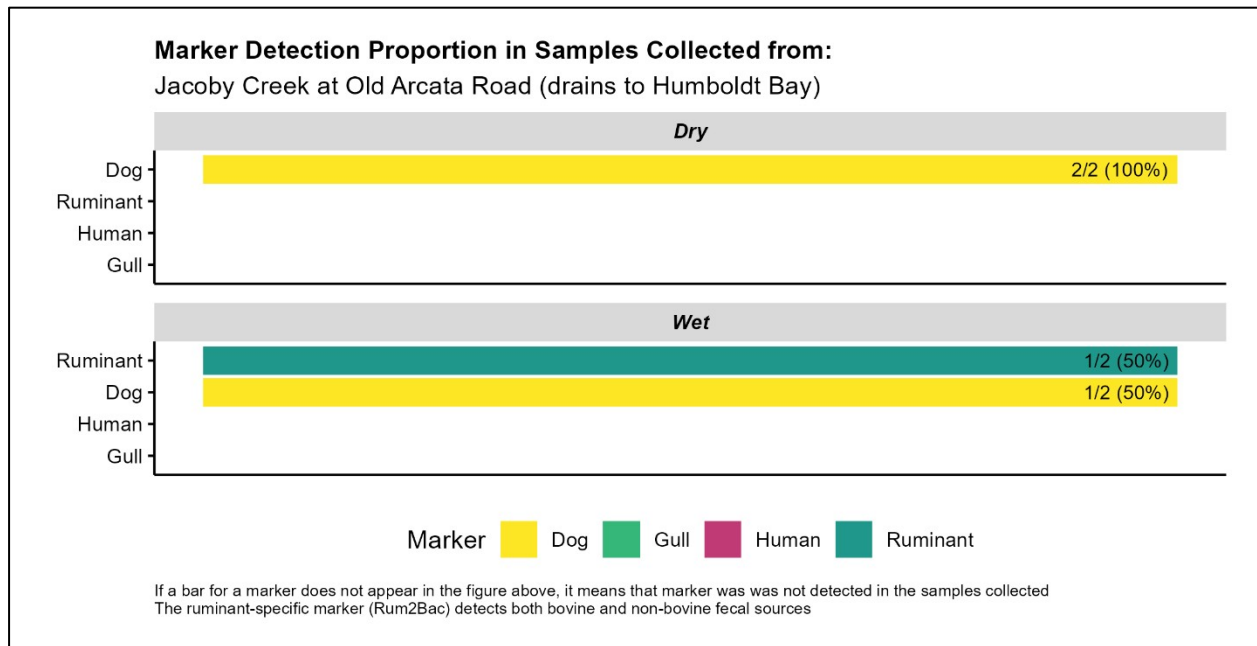 Marker Detection Proportion in Samples Collected from:
Jacoby Creek at Old Arcata Road (drains to Humboldt Bay)
Dry
Dog 2/2 (100%)
Ruminant
Human
Gull
Wet
Ruminant 1/2 (50%)
Dog 1/2 (50%)
Human
Gull
Marker Dog Gull Human Ruminant
If a bar for a marker does not appear in the figure above, it means that marker was was not detected in the samples collected
The ruminant-specific marker (Rum2Bac) detects both bovine and non-bovine fecal sources